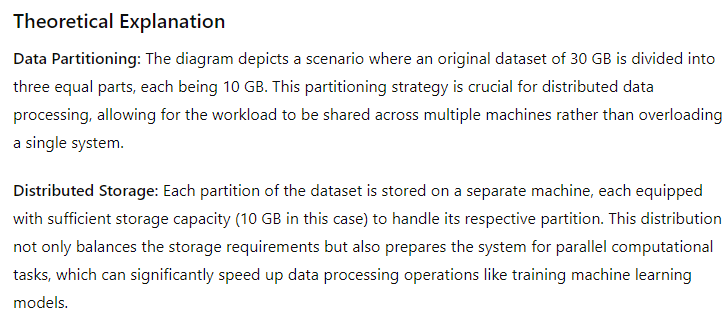 Theoretical Explanation
Data Partitioning: The diagram depicts a scenario where an original dataset of 30 GB is divided into
three equal parts, each being 10 GB. This partitioning strategy is crucial for distributed data
processing, allowing for the workload to be shared across multiple machines rather than overloading
a single system.
Distributed Storage: Each partition of the dataset is stored on a separate machine, each equipped
with sufficient storage capacity (10 GB in this case) to handle its respective partition. This distribution
not only balances the storage requirements but also prepares the system for parallel computational
tasks, which can significantly speed up data processing operations like training machine learning
models.